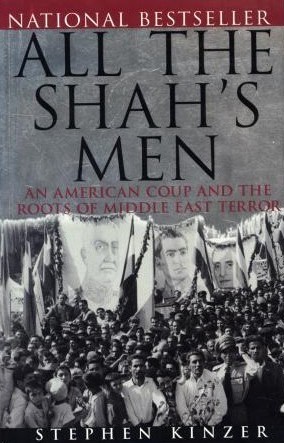 NATIONAL BESTSELLER
ALL THE
SHAH'S
MEN
AN AMERICAN COUP AND THE
ROOTS OF MIDDLE EAST TERROR
STEPHEN KINZER